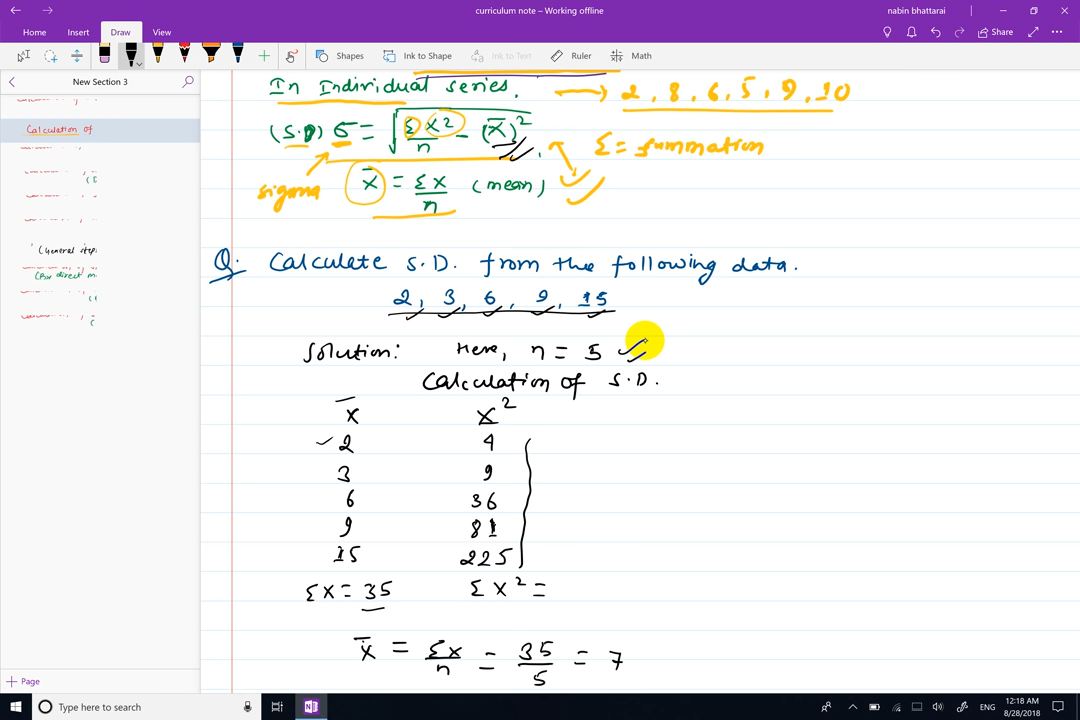 curriculum note – Working offline
nabin bhattarai
Home Insert Draw View
Share
Shapes Ink to Shape Ink to Text Ruler Math
New Section 3
In Individual series. → 2, 8, 6, 5, 9, 10
Calculation of
(S.D) σ = √Σx²/n - (x̄)²
Σ = summation
sigma x̄ = Σx/n (mean)
(General step
(For direct m
Q. Calculate S.D. from the following data.
2, 3, 6, 9, 15
Solution: Here, n = 5
Calculation of S.D.
x x²
2 4
3 9
6 36
9 81
15 225
Σx = 35 Σx² =
x̄ = Σx/n = 35/5 = 7
+ Page
Type here to search
ENG
12:18 AM
8/28/2018